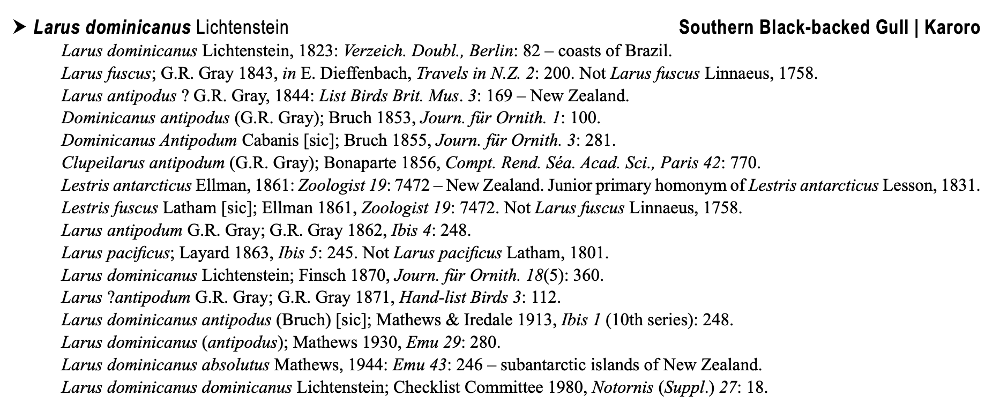 ➤ Larus dominicanus Lichtenstein Southern Black-backed Gull | Karoro
Larus dominicanus Lichtenstein, 1823: Verzeich. Doubl., Berlin: 82 – coasts of Brazil.
Larus fuscus; G.R. Gray 1843, in E. Dieffenbach, Travels in N.Z. 2: 200. Not Larus fuscus Linnaeus, 1758.
Larus antipodus ? G.R. Gray, 1844: List Birds Brit. Mus. 3: 169 – New Zealand.
Dominicanus antipodus (G.R. Gray); Bruch 1853, Journ. für Ornith. 1: 100.
Dominicanus Antipodum Cabanis [sic]; Bruch 1855, Journ. für Ornith. 3: 281.
Clupeilarus antipodum (G.R. Gray); Bonaparte 1856, Compt. Rend. Séa. Acad. Sci., Paris 42: 770.
Lestris antarcticus Ellman, 1861: Zoologist 19: 7472 – New Zealand. Junior primary homonym of Lestris antarcticus Lesson, 1831.
Lestris fuscus Latham [sic]; Ellman 1861, Zoologist 19: 7472. Not Larus fuscus Linnaeus, 1758.
Larus antipodum G.R. Gray; G.R. Gray 1862, Ibis 4: 248.
Larus pacificus; Layard 1863, Ibis 5: 245. Not Larus pacificus Latham, 1801.
Larus dominicanus Lichtenstein; Finsch 1870, Journ. für Ornith. 18(5): 360.
Larus ?antipodum G.R. Gray; G.R. Gray 1871, Hand-list Birds 3: 112.
Larus dominicanus antipodus (Bruch) [sic]; Mathews & Iredale 1913, Ibis 1 (10th series): 248.
Larus dominicanus (antipodus); Mathews 1930, Emu 29: 280.
Larus dominicanus absolutus Mathews, 1944: Emu 43: 246 – subantarctic islands of New Zealand.
Larus dominicanus dominicanus Lichtenstein; Checklist Committee 1980, Notornis (Suppl.) 27: 18.